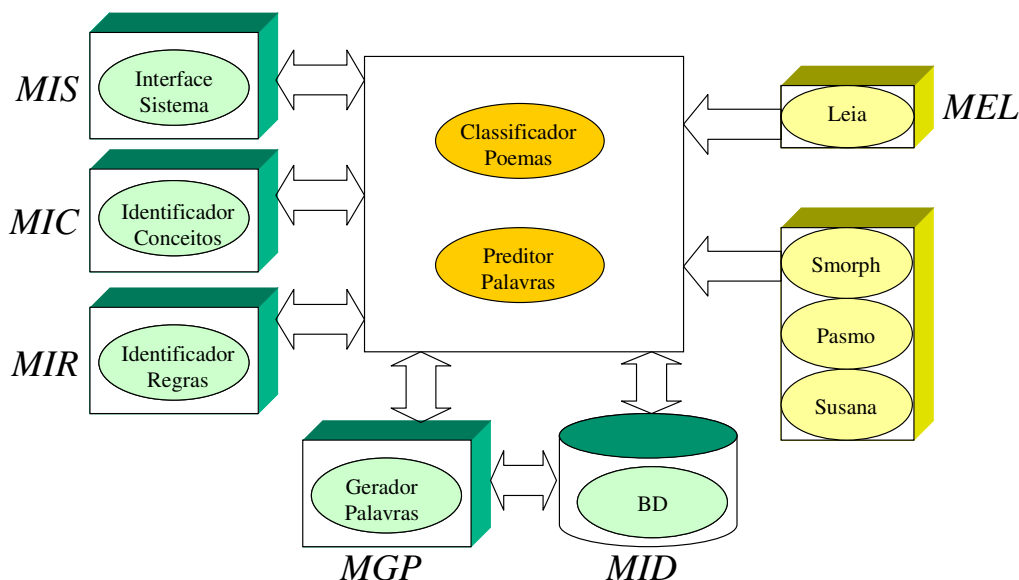 MIS
Interface
Sistema
MIC
Identificador
Conceitos
MIR
Identificador
Regras
Classificador
Poemas
Preditor
Palavras
Leia
MEL
Smorph
Pasmo
Susana
Gerador
Palavras
MGP
BD
MID